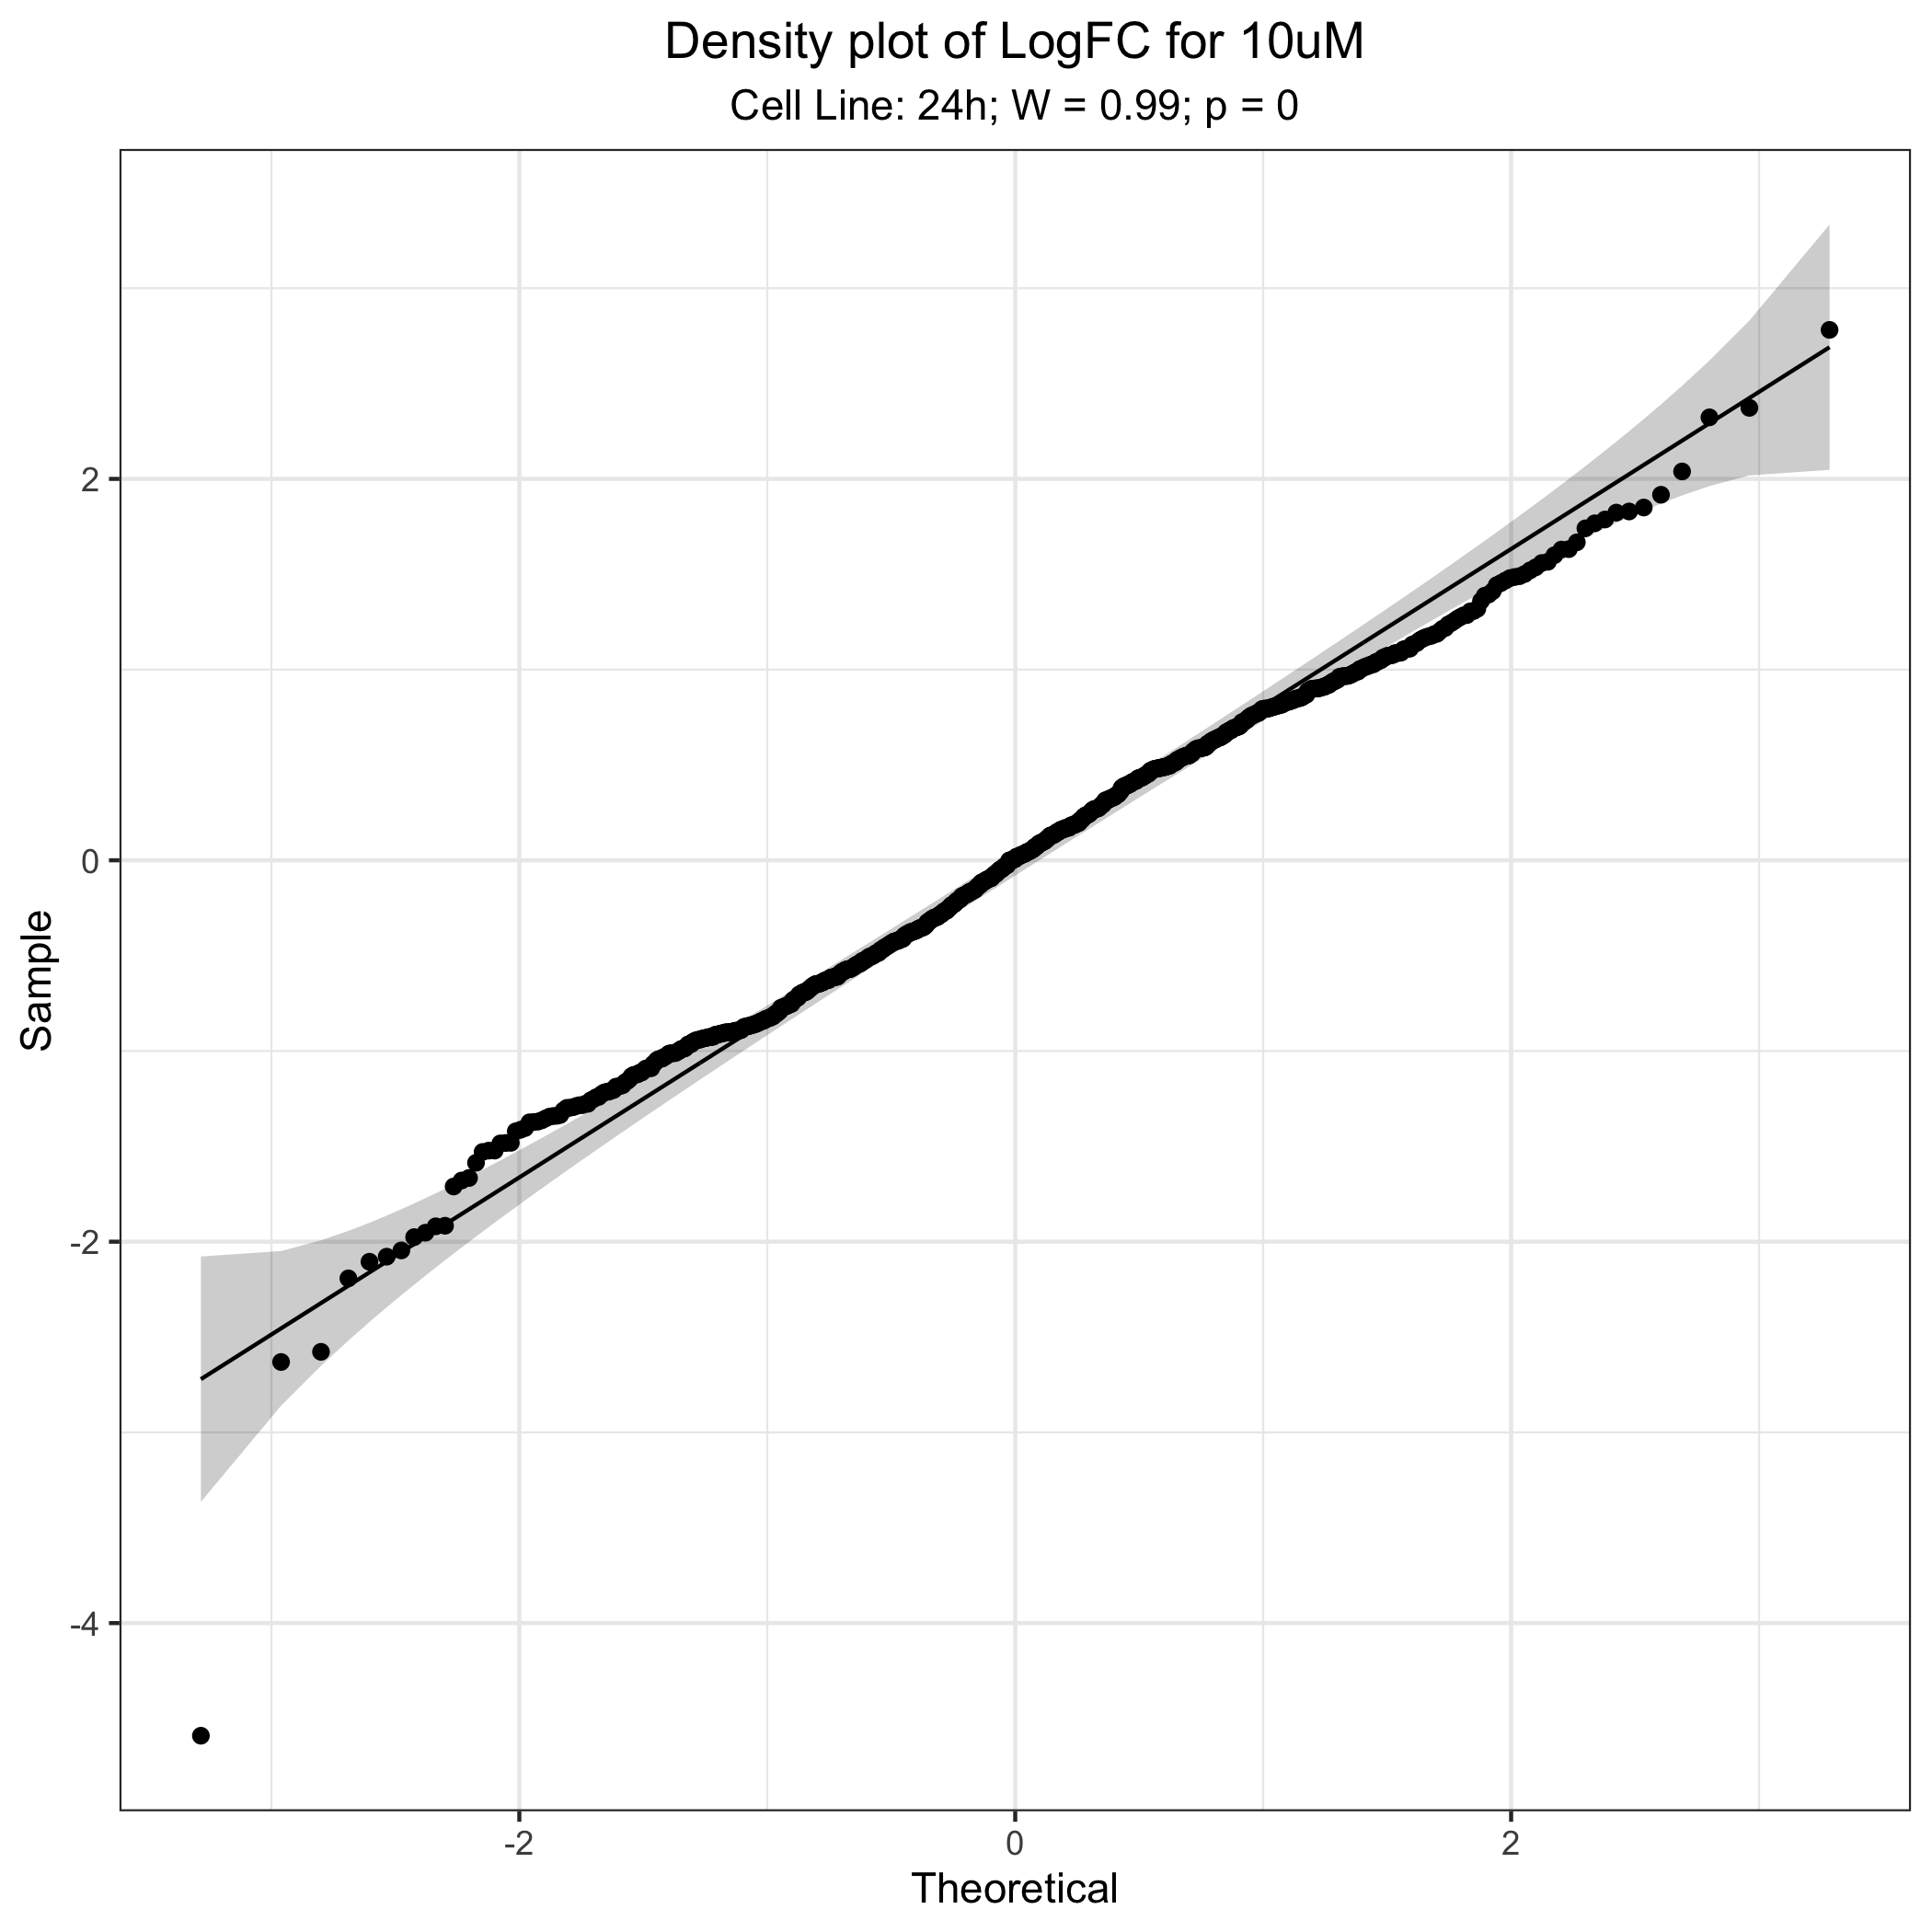 Density plot of LogFC for 10uM
Cell Line: 24h; W = 0.99; p = 0
Sample
2
0
-2
-4
-2 0 2
Theoretical